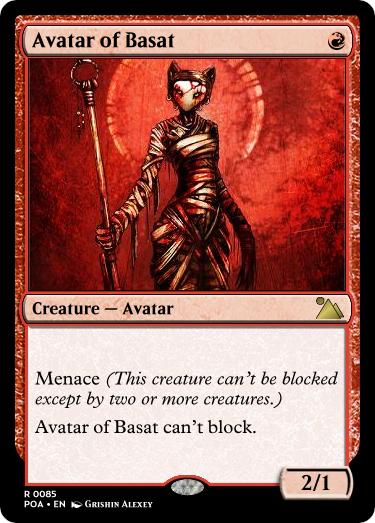 Avatar of Basat
Creature — Avatar
Menace (This creature can't be blocked
except by two or more creatures.)
Avatar of Basat can't block.
2/1
R 0085
POA • EN Grishin Alexey